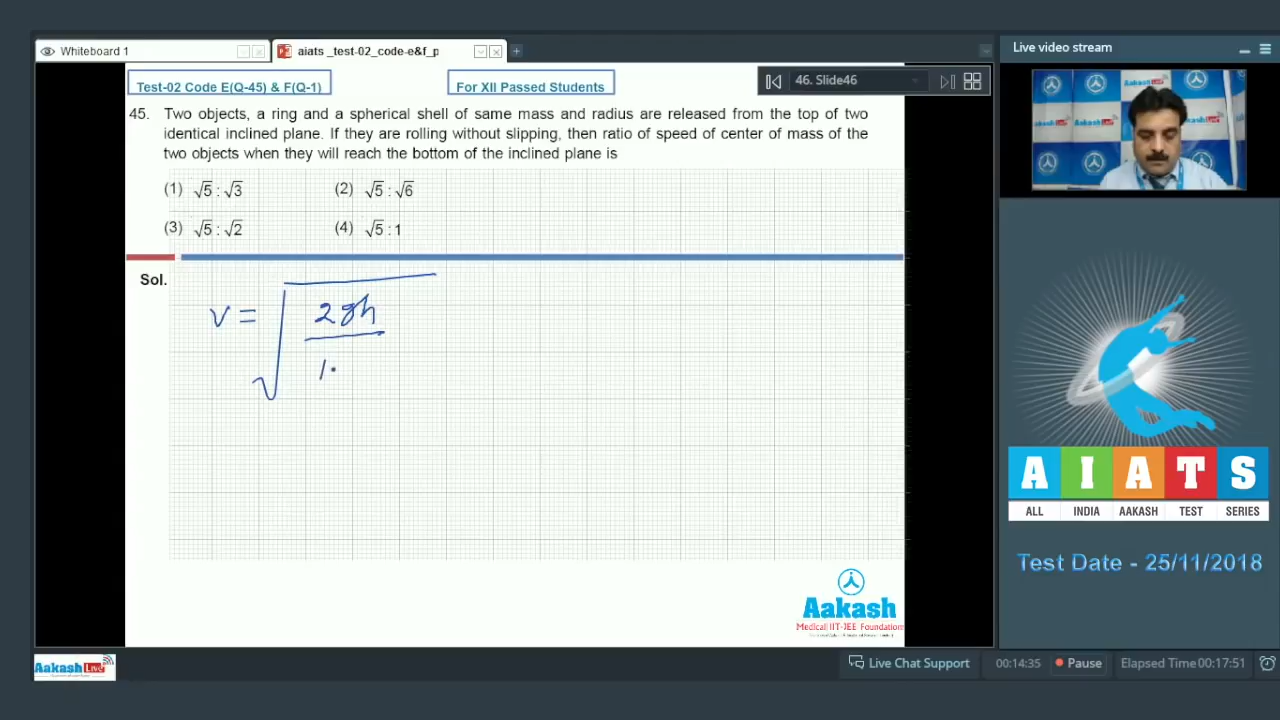 Whiteboard 1
aiats _test-02_code-e&f_p
Live video stream
Test-02 Code E(Q-45) & F(Q-1)
For XII Passed Students
46. Slide46
45. Two objects, a ring and a spherical shell of same mass and radius are released from the top of two
identical inclined plane. If they are rolling without slipping, then ratio of speed of center of mass of the
two objects when they will reach the bottom of the inclined plane is
(1) √5 : √3 (2) √5 : √6
(3) √5 : √2 (4) √5 : 1
Sol.
v = √
2gh
1
A I A T S
ALL INDIA AAKASH TEST SERIES
Test Date - 25/11/2018
Aakash
Medical|IIT-JEE|Foundations
Aakash Live
Live Chat Support
00:14:35
Pause
Elapsed Time 00:17:51